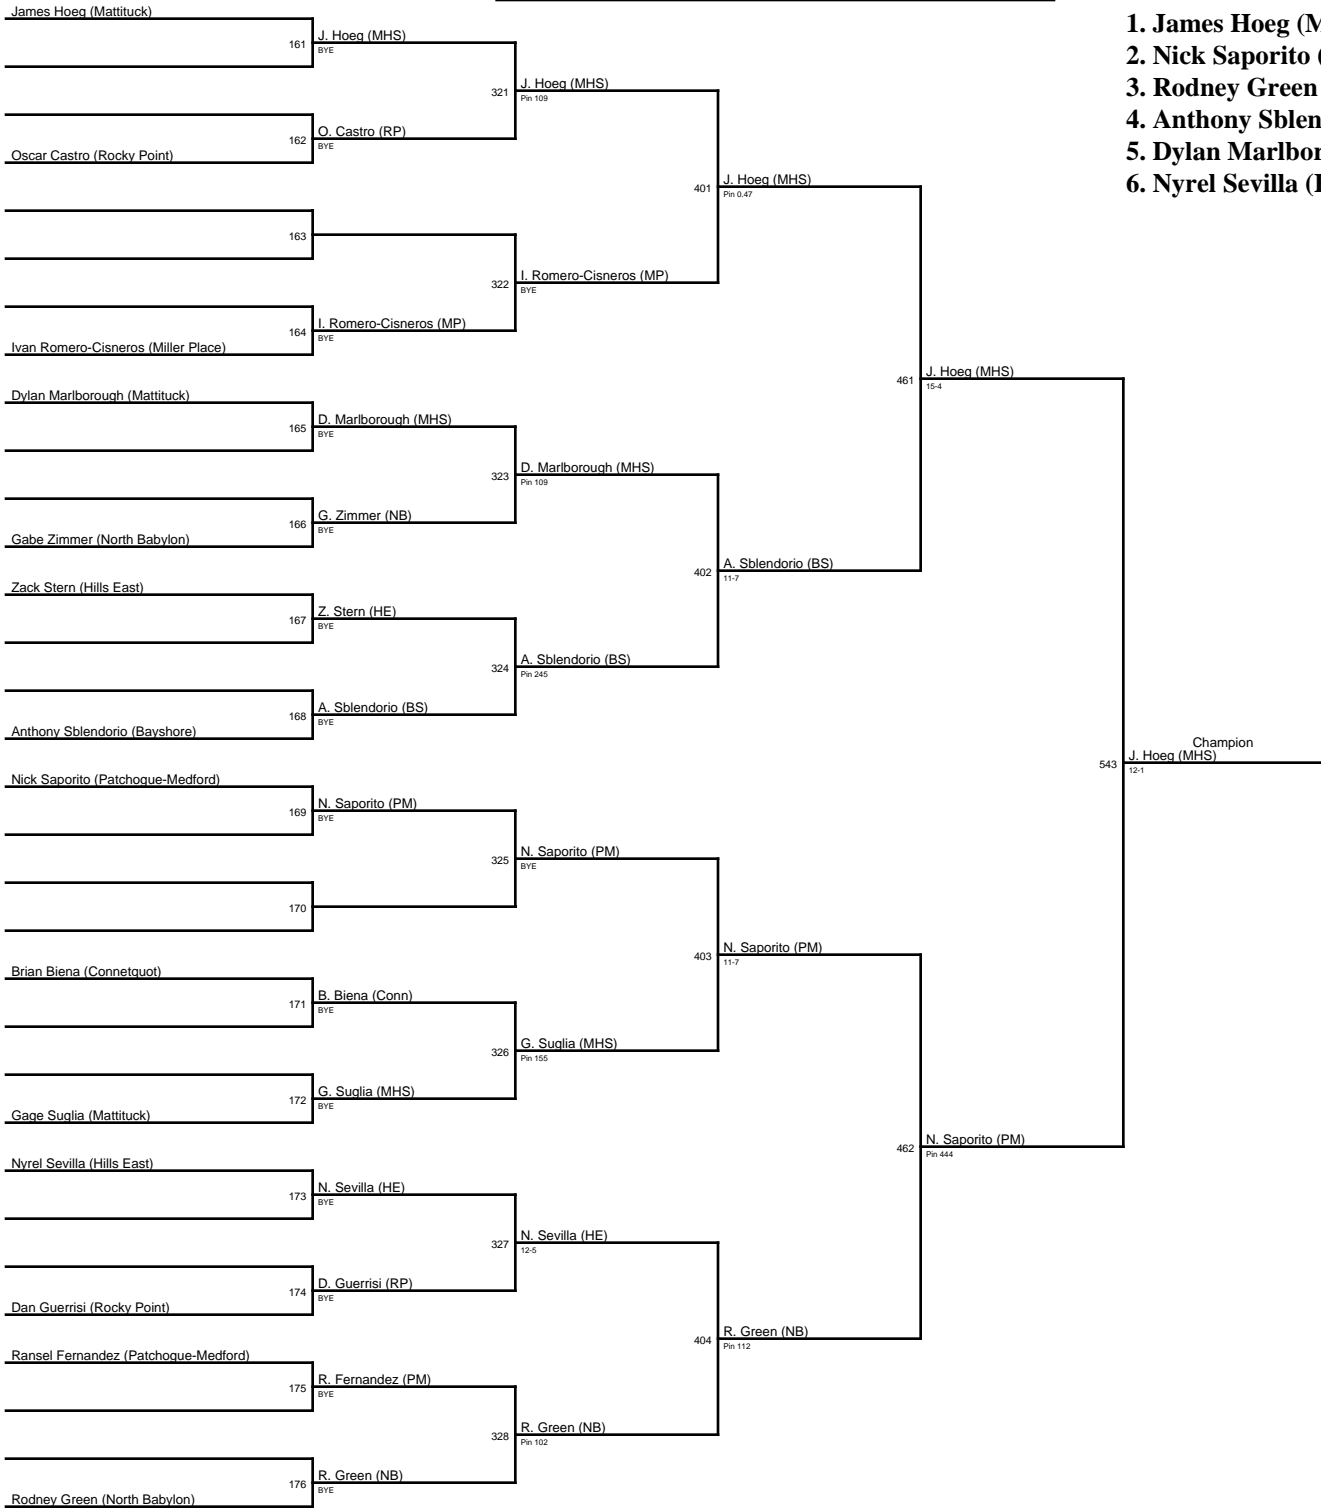 James Hoeg (Mattituck)
161
J. Hoeg (MHS)
BYE
321
J. Hoeg (MHS)
Pin 109
162
O. Castro (RP)
BYE
Oscar Castro (Rocky Point)
401
J. Hoeg (MHS)
Pin 0.47
163
322
I. Romero-Cisneros (MP)
BYE
164
I. Romero-Cisneros (MP)
BYE
Ivan Romero-Cisneros (Miller Place)
461
J. Hoeg (MHS)
15-4
Dylan Marlborough (Mattituck)
165
D. Marlborough (MHS)
BYE
323
D. Marlborough (MHS)
Pin 109
166
G. Zimmer (NB)
BYE
Gabe Zimmer (North Babylon)
402
A. Sblendorio (BS)
11-7
Zack Stern (Hills East)
167
Z. Stern (HE)
BYE
324
A. Sblendorio (BS)
Pin 245
168
A. Sblendorio (BS)
BYE
Anthony Sblendorio (Bayshore)
Champion
543
J. Hoeg (MHS)
12-1
Nick Saporito (Patchogue-Medford)
169
N. Saporito (PM)
BYE
325
N. Saporito (PM)
BYE
170
403
N. Saporito (PM)
11-7
Brian Biena (Connetquot)
171
B. Biena (Conn)
BYE
326
G. Suglia (MHS)
Pin 155
172
G. Suglia (MHS)
BYE
Gage Suglia (Mattituck)
462
N. Saporito (PM)
Pin 444
Nyrel Sevilla (Hills East)
173
N. Sevilla (HE)
BYE
327
N. Sevilla (HE)
12-5
174
D. Guerrisi (RP)
BYE
Dan Guerrisi (Rocky Point)
404
R. Green (NB)
Pin 112
Ransel Fernandez (Patchogue-Medford)
175
R. Fernandez (PM)
BYE
328
R. Green (NB)
Pin 102
176
R. Green (NB)
BYE
Rodney Green (North Babylon)
1. James Hoeg (M
2. Nick Saporito (
3. Rodney Green
4. Anthony Sblen
5. Dylan Marlbor
6. Nyrel Sevilla (